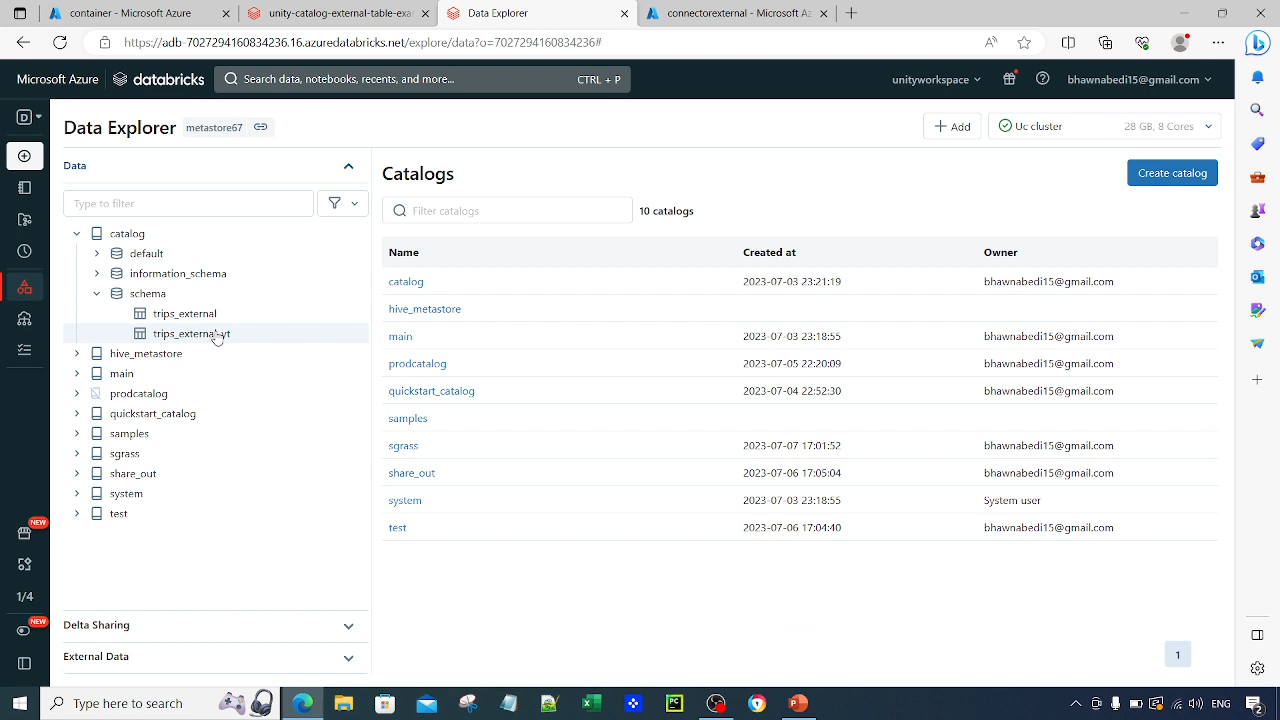 container - Microsoft Azure
unity-catalog-external-table-exa
Data Explorer
connectorexternal - Microsoft Az
https://adb-7027294160834236.16.azuredatabricks.net/explore/data?o=7027294160834236#
Microsoft Azure
databricks
Search data, notebooks, recents, and more...
CTRL + P
unityworkspace
bhawnabedi15@gmail.com
D
Data Explorer
metastore67
Add
Uc cluster
28 GB, 8 Cores
Data
Type to filter
catalog
default
information_schema
schema
trips_external
trips_external_yt
hive_metastore
main
prodcatalog
quickstart_catalog
samples
sgrass
share_out
system
test
Delta Sharing
External Data
NEW
1/4
NEW
Catalogs
Create catalog
Filter catalogs
10 catalogs
Name Created at Owner
catalog 2023-07-03 23:21:19 bhawnabedi15@gmail.com
hive_metastore
main 2023-07-03 23:18:55 bhawnabedi15@gmail.com
prodcatalog 2023-07-05 22:20:09 bhawnabedi15@gmail.com
quickstart_catalog 2023-07-04 22:52:30 bhawnabedi15@gmail.com
samples
sgrass 2023-07-07 17:01:52 bhawnabedi15@gmail.com
share_out 2023-07-06 17:05:04 bhawnabedi15@gmail.com
system 2023-07-03 23:18:55 System user
test 2023-07-06 17:04:40 bhawnabedi15@gmail.com
1
Type here to search
PC
ENG
2